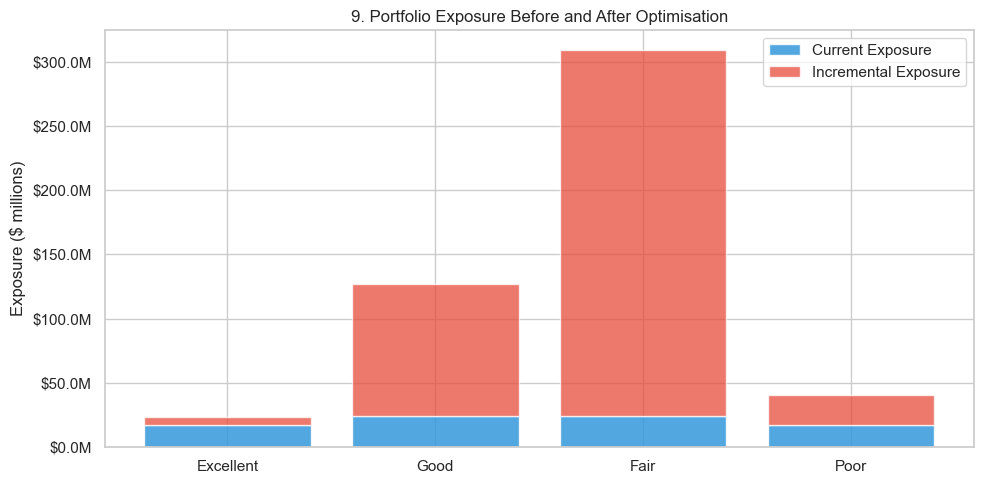 9. Portfolio Exposure Before and After Optimisation
Current Exposure
Incremental Exposure
Exposure ($ millions)
$300.0M
$250.0M
$200.0M
$150.0M
$100.0M
$50.0M
$0.0M
Excellent
Good
Fair
Poor